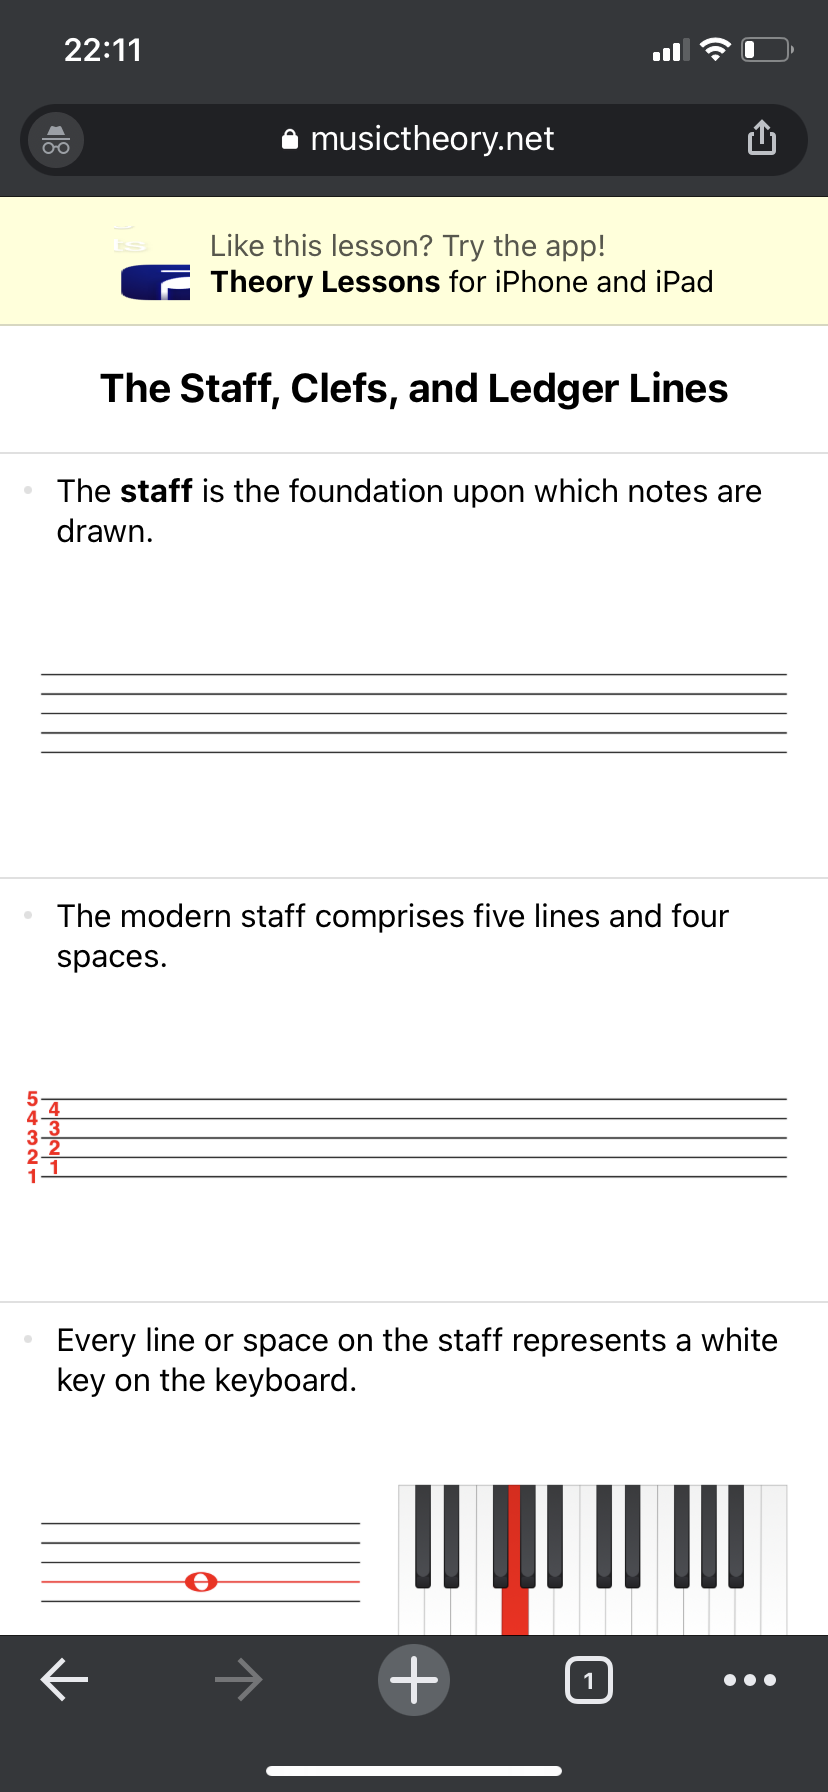 22:11
musictheory.net
Like this lesson? Try the app!
Theory Lessons for iPhone and iPad
The Staff, Clefs, and Ledger Lines
The staff is the foundation upon which notes are
drawn.
The modern staff comprises five lines and four
spaces.
5
4
4
3
3
2
2
1
1
Every line or space on the staff represents a white
key on the keyboard.
1